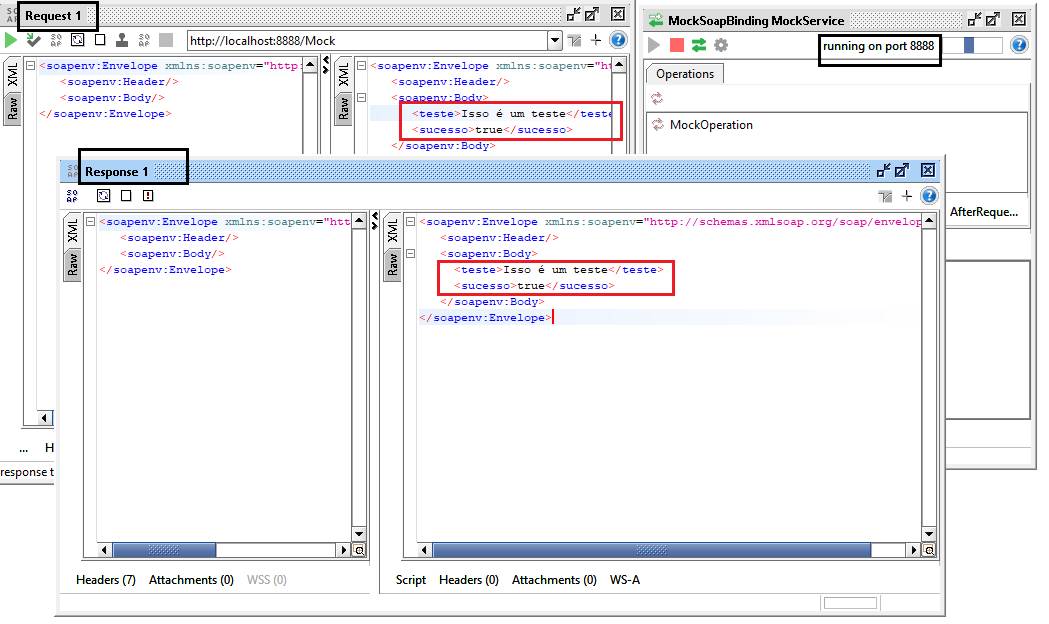 Request 1
http://localhost:8888/Mock
XML
Raw
<soapenv:Envelope xmlns:soapenv="http:
<soapenv:Header/>
<soapenv:Body/>
</soapenv:Envelope>
XML
Raw
<soapenv:Envelope xmlns:soapenv="ht
<soapenv:Header/>
<soapenv:Body>
<teste>Isso é um teste</teste
<sucesso>true</sucesso>
</soapenv:Body>
... H
response t
MockSoapBinding MockService
running on port 8888
Operations
MockOperation
AfterReque...
Response 1
XML
Raw
<soapenv:Envelope xmlns:soapenv="htt
<soapenv:Header/>
<soapenv:Body/>
</soapenv:Envelope>
Headers (7) Attachments (0) WSS (0)
XML
Raw
<soapenv:Envelope xmlns:soapenv="http://schemas.xmlsoap.org/soap/envelop
<soapenv:Header/>
<soapenv:Body>
<teste>Isso é um teste</teste>
<sucesso>true</sucesso>
</soapenv:Body>
</soapenv:Envelope>
Script Headers (0) Attachments (0) WS-A